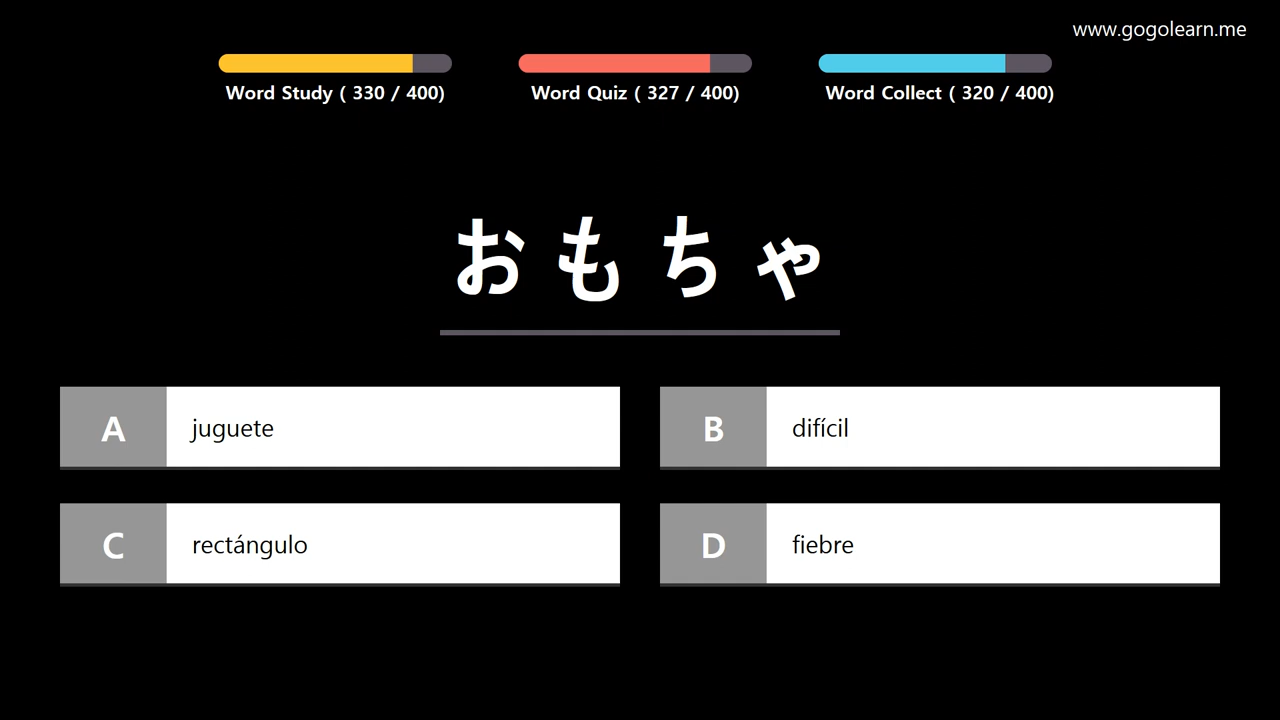 www.gogolearn.me
Word Study ( 330 / 400)
Word Quiz ( 327 / 400)
Word Collect ( 320 / 400)
おもちゃ
A juguete
B difícil
C rectángulo
D fiebre